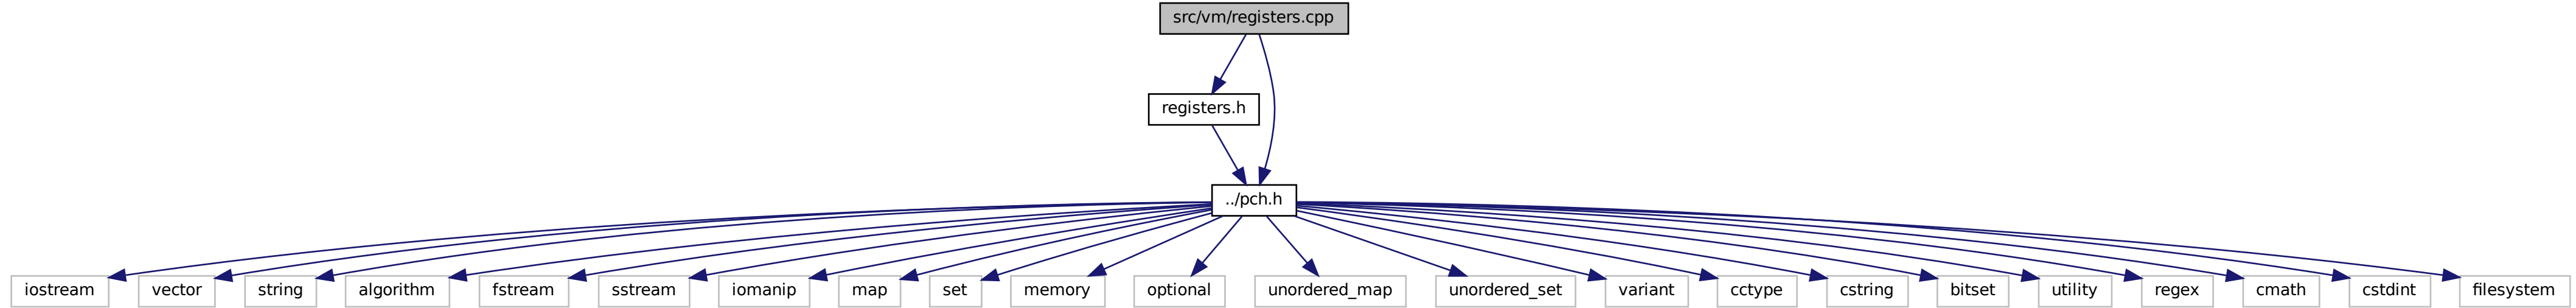 src/vm/registers.cpp
registers.h
../pch.h
iostream
vector
string
algorithm
fstream
sstream
iomanip
map
set
memory
optional
unordered_map
unordered_set
variant
cctype
cstring
bitset
utility
regex
cmath
cstdint
filesystem